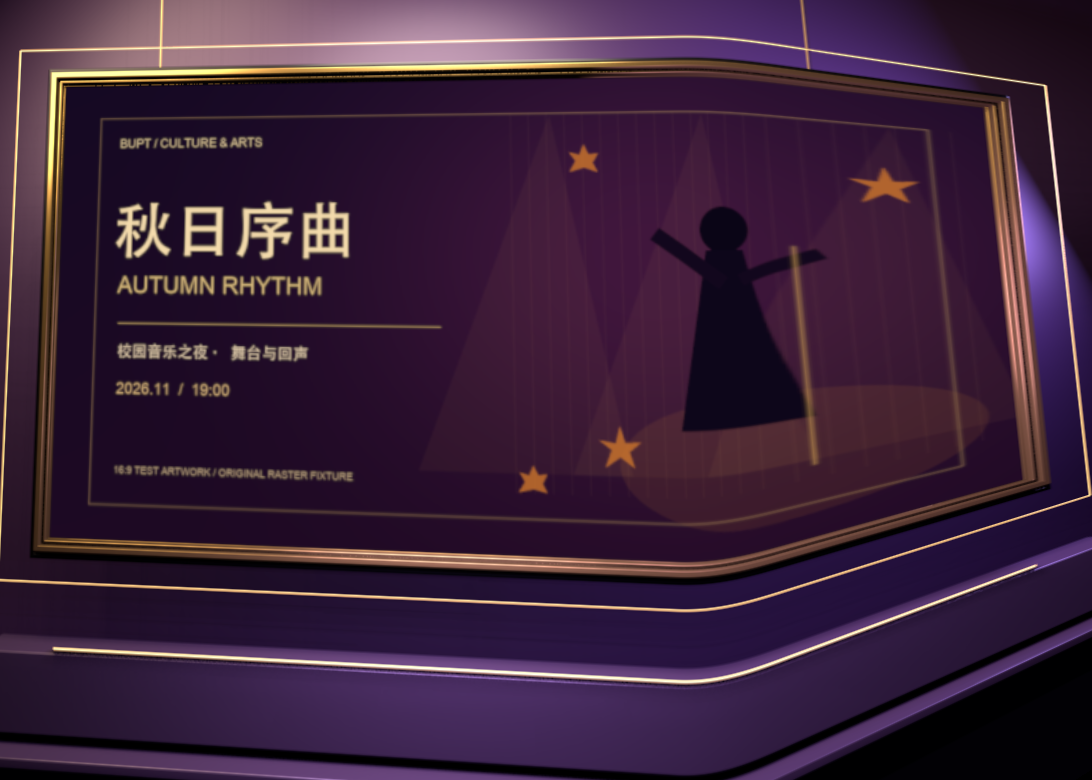 BUPT / CULTURE & ARTS
秋日序曲
AUTUMN RHYTHM
校园音乐之夜 · 舞台与回声
2026.11 / 19:00
16:9 TEST ARTWORK / ORIGINAL RASTER FIXTURE